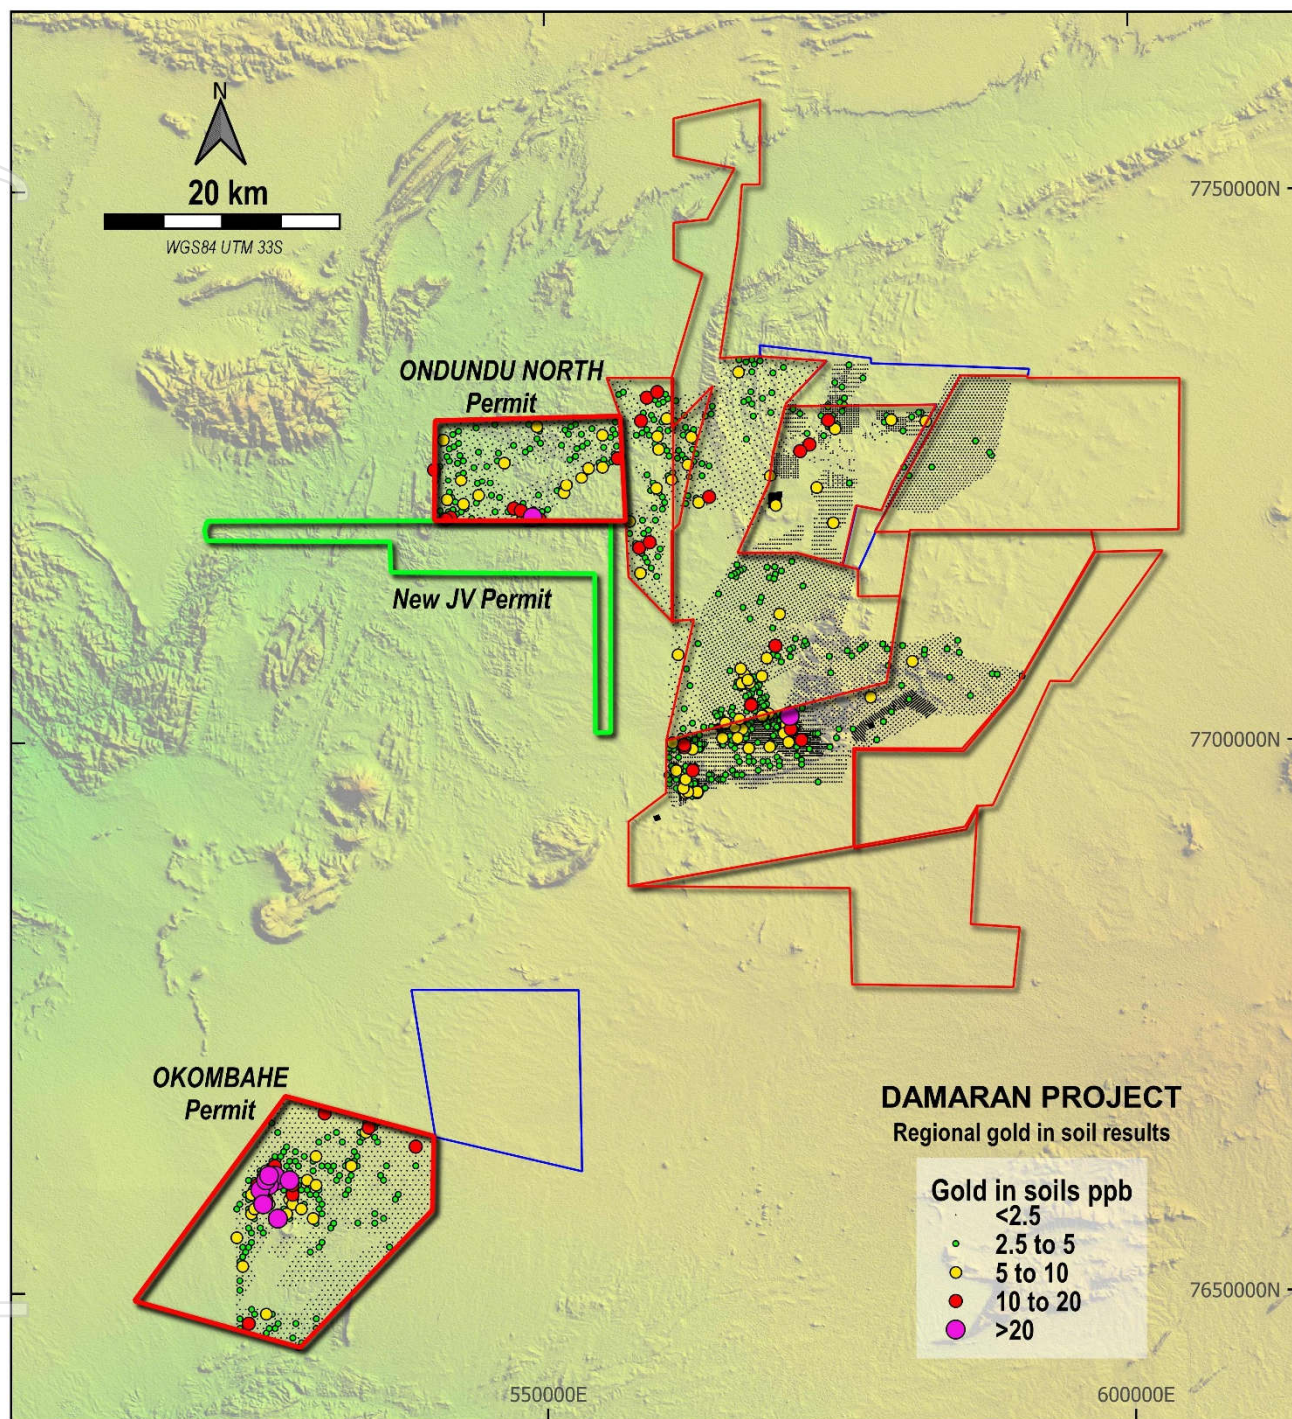 N
20 km
WGS84 UTM 33S
7750000N
ONDUNDU NORTH
Permit
New JV Permit
7700000N
OKOMBAHE
Permit
DAMARAN PROJECT
Regional gold in soil results
Gold in soils ppb
<2.5
2.5 to 5
5 to 10
10 to 20
>20
7650000N
550000E
600000E